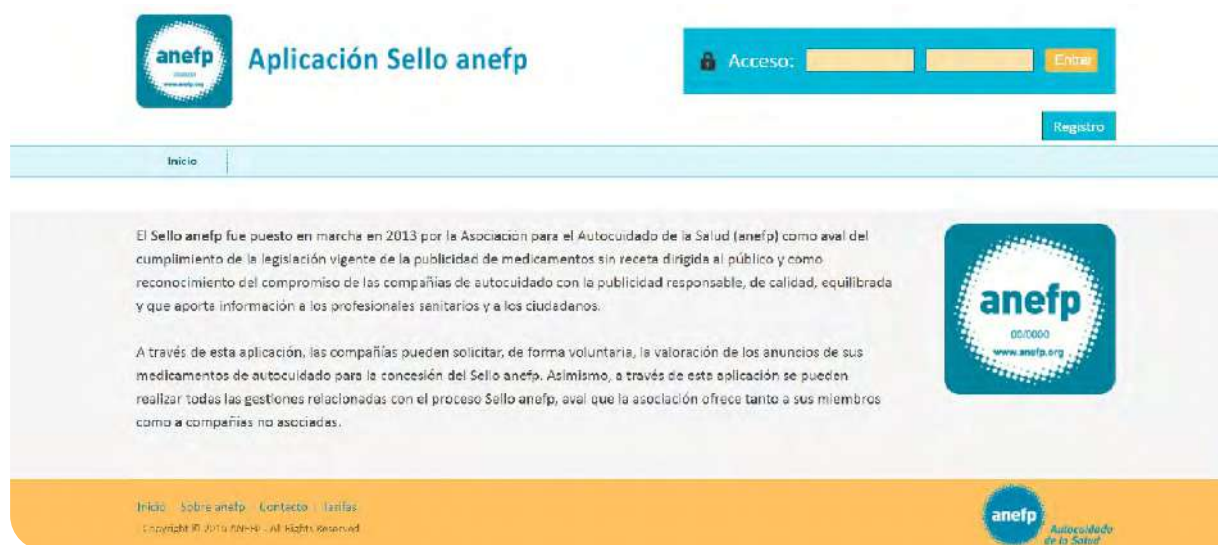 anefp
00/0000
www.anefp.org
Aplicación Sello anefp
Acceso:
Entrar
Registro
Inicio
El Sello anefp fue puesto en marcha en 2013 por la Asociación para el Autocuidado de la Salud (anefp) como aval del
cumplimiento de la legislación vigente de la publicidad de medicamentos sin receta dirigida al público y como
reconocimiento del compromiso de las compañías de autocuidado con la publicidad responsable, de calidad, equilibrada
y que aporta información a los profesionales sanitarios y a los ciudadanos.
A través de esta aplicación, las compañías pueden solicitar, de forma voluntaria, la valoración de los anuncios de sus
medicamentos de autocuidado para la concesión del Sello anefp. Asimismo, a través de esta aplicación se pueden
realizar todas las gestiones relacionadas con el proceso Sello anefp, aval que la asociación ofrece tanto a sus miembros
como a compañías no asociadas.
anefp
00/0000
www.anefp.org
Inicio Sobre anefp Contacto Tarifas
Copyright © ANEFP - All Rights Reserved
anefp
Autocuidado
de la Salud